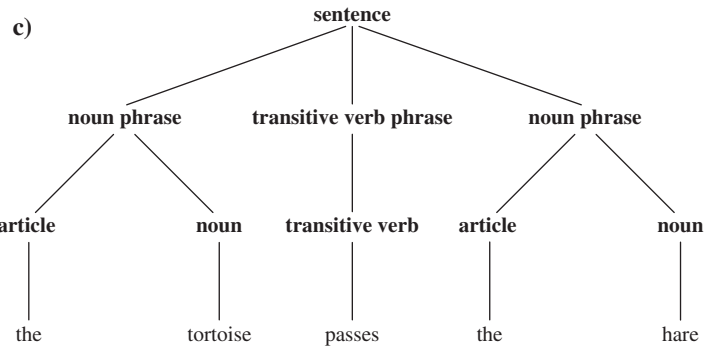 c)
sentence
noun phrase transitive verb phrase noun phrase
article noun transitive verb article noun
the tortoise passes the hare